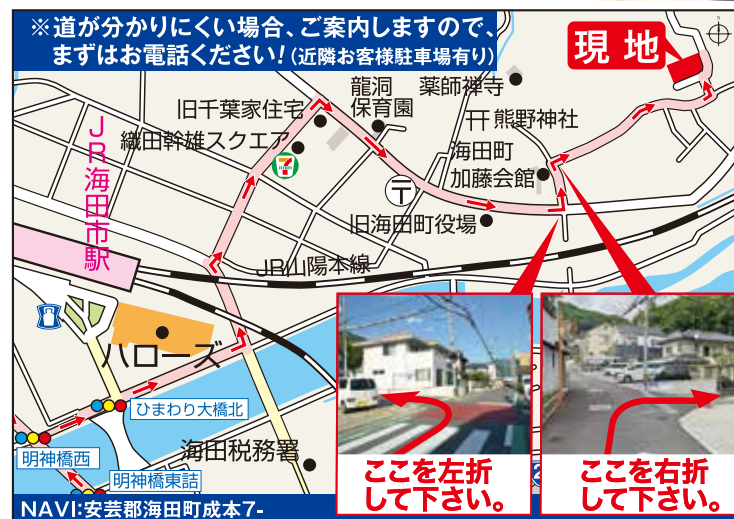 ※道が分かりにくい場合、ご案内しますので、
まずはお電話ください!(近隣お客様駐車場有り)
現地
龍洞
保育園
薬師禅寺
旧千葉家住宅
織田幹雄スクエア
熊野神社
海田町
加藤会館
旧海田町役場
JR海田市駅
JR山陽本線
ハローズ
ひまわり大橋北
明神橋西
明神橋東詰
海田税務署
ここを左折
して下さい。
ここを右折
して下さい。
NAVI:安芸郡海田町成本7-